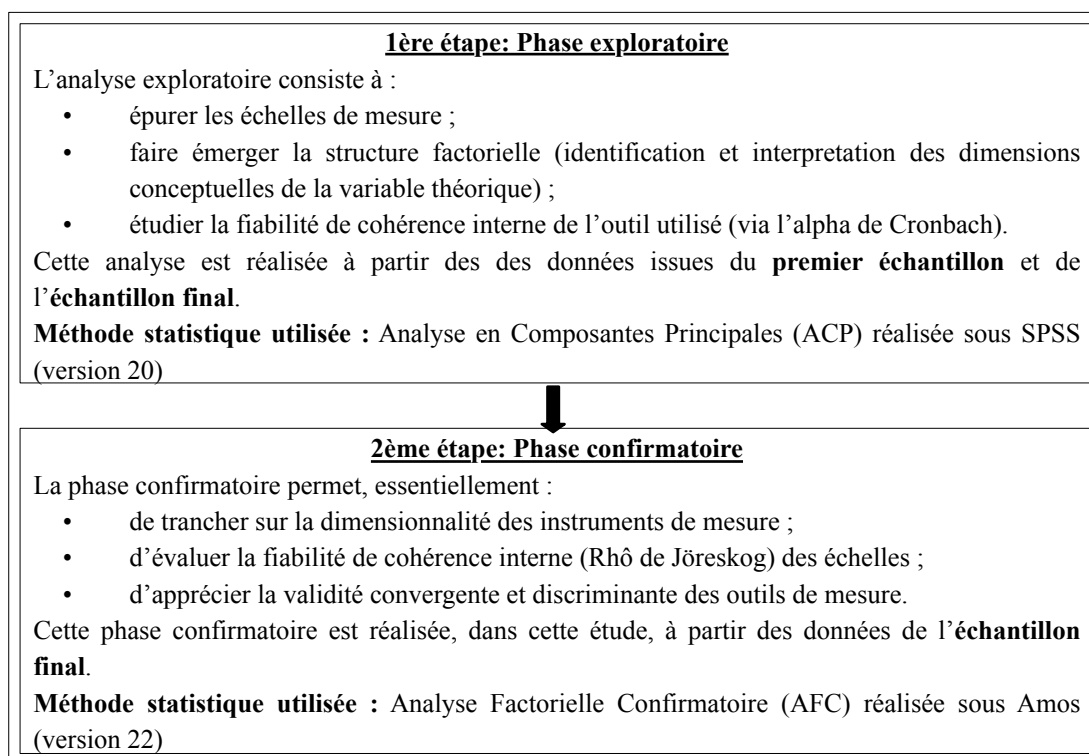 1ère étape: Phase exploratoire
L’analyse exploratoire consiste à :
• épurer les échelles de mesure ;
• faire émerger la structure factorielle (identification et interpretation des dimensions
conceptuelles de la variable théorique) ;
• étudier la fiabilité de cohérence interne de l’outil utilisé (via l’alpha de Cronbach).
Cette analyse est réalisée à partir des des données issues du premier échantillon et de
l’échantillon final.
Méthode statistique utilisée : Analyse en Composantes Principales (ACP) réalisée sous SPSS
(version 20)
2ème étape: Phase confirmatoire
La phase confirmatoire permet, essentiellement :
• de trancher sur la dimensionnalité des instruments de mesure ;
• d’évaluer la fiabilité de cohérence interne (Rhô de Jöreskog) des échelles ;
• d’apprécier la validité convergente et discriminante des outils de mesure.
Cette phase confirmatoire est réalisée, dans cette étude, à partir des données de l’échantillon
final.
Méthode statistique utilisée : Analyse Factorielle Confirmatoire (AFC) réalisée sous Amos
(version 22)